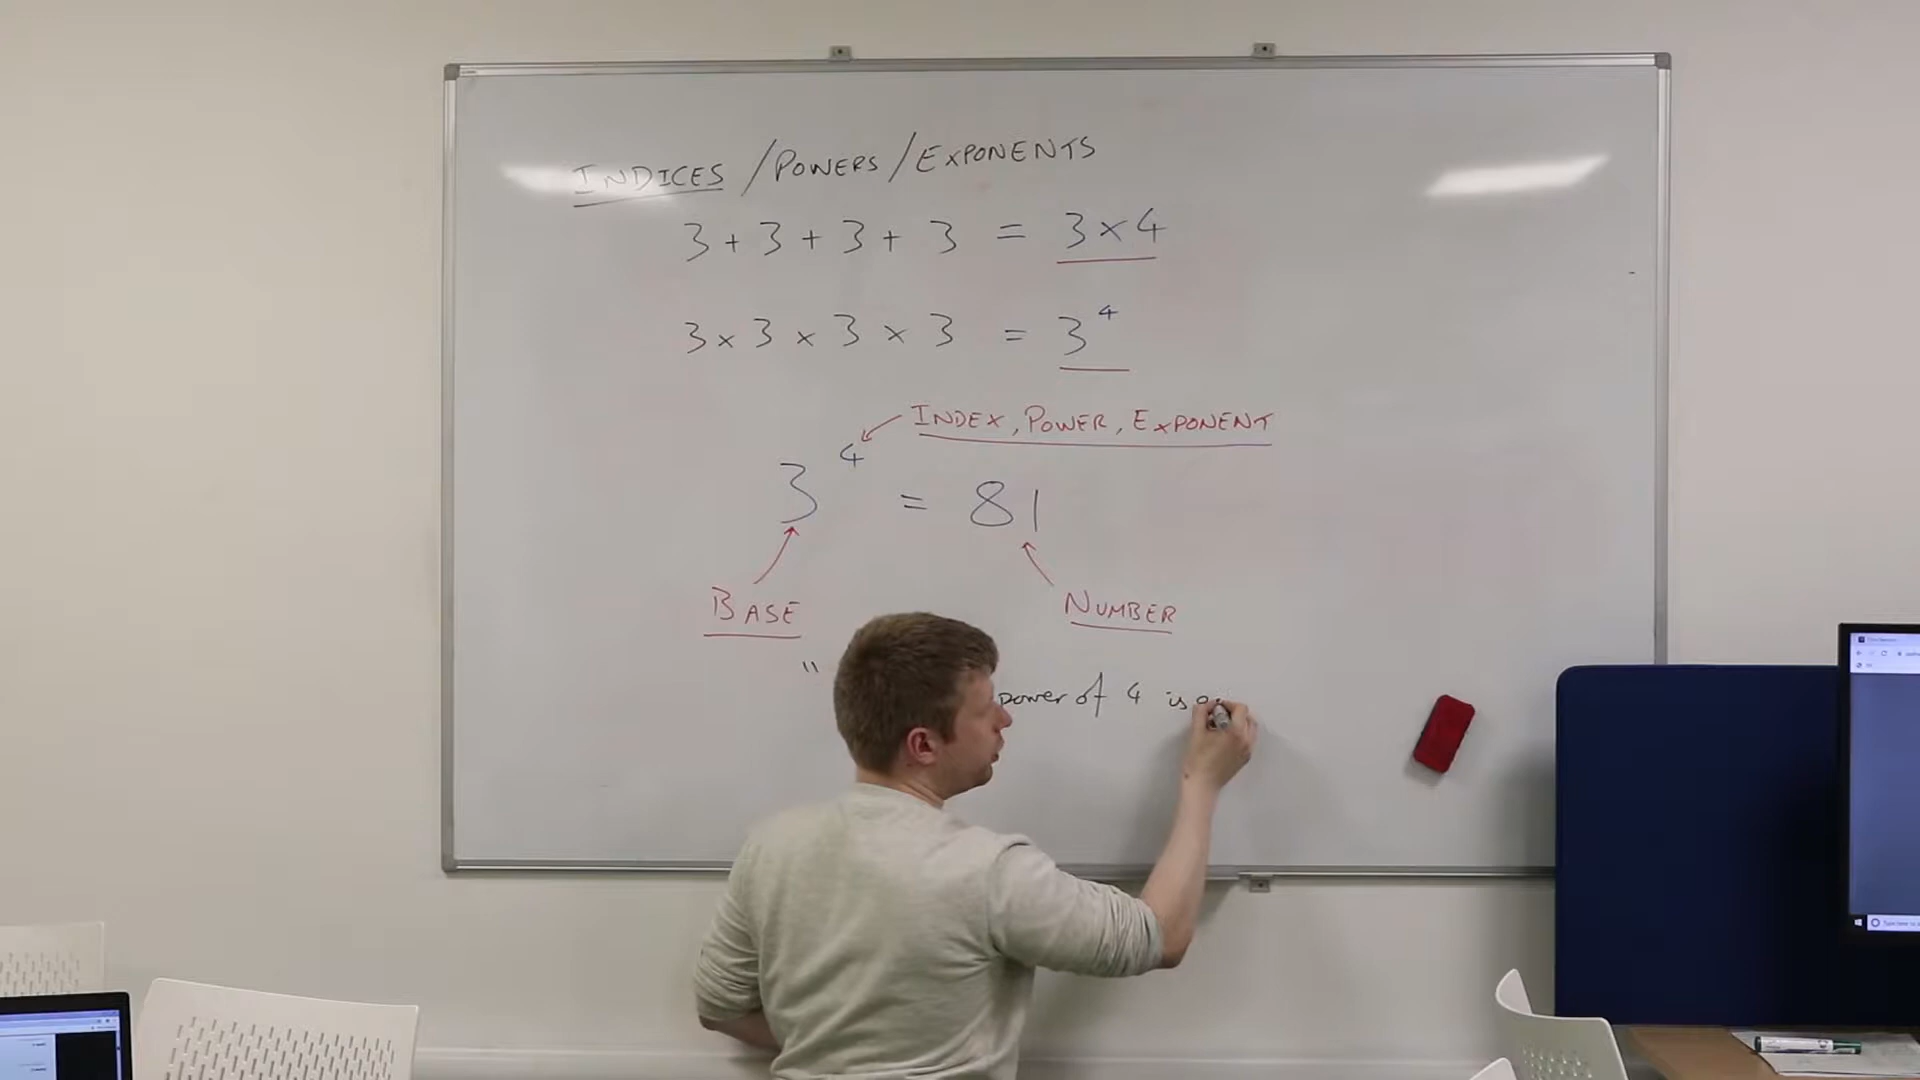 INDICES / POWERS / EXPONENTS
3 + 3 + 3 + 3 = 3 × 4
3 × 3 × 3 × 3 = 3⁴
INDEX, POWER, EXPONENT
3⁴ = 81
BASE
NUMBER
" power of 4 is